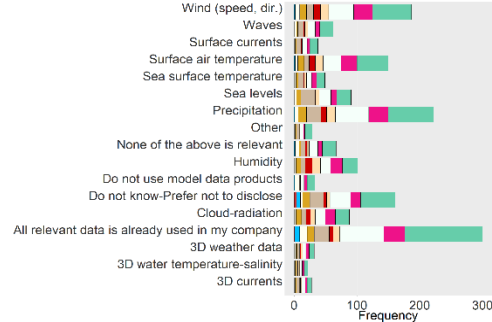 Wind (speed, dir.)
Waves
Surface currents
Surface air temperature
Sea surface temperature
Sea levels
Precipitation
Other
None of the above is relevant
Humidity
Do not use model data products
Do not know-Prefer not to disclose
Cloud-radiation
All relevant data is already used in my company
3D weather data
3D water temperature-salinity
3D currents
0 100 200 300
Frequency